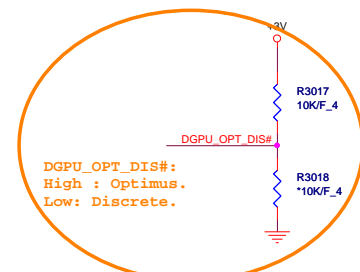 +3V
R3017
10K/F_4
DGPU_OPT_DIS#
R3018
*10K/F_4
DGPU_OPT_DIS#:
High : Optimus.
Low: Discrete.